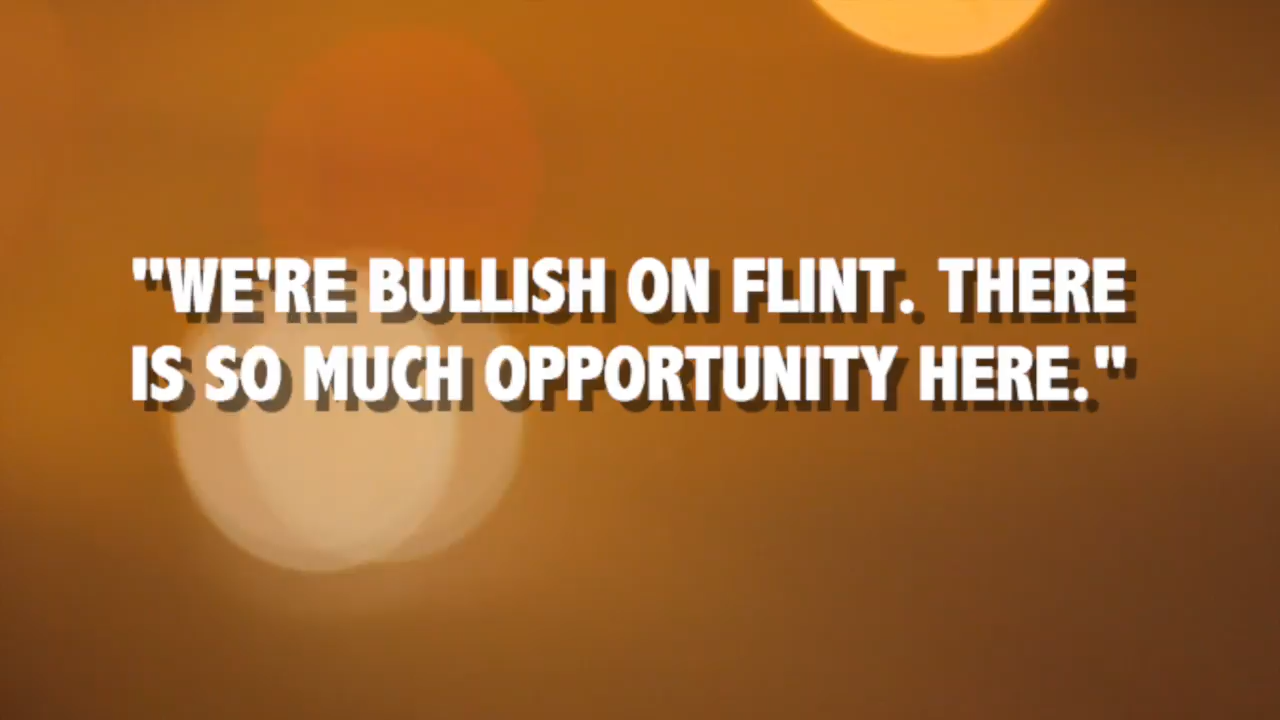 "WE'RE BULLISH ON FLINT. THERE
IS SO MUCH OPPORTUNITY HERE."